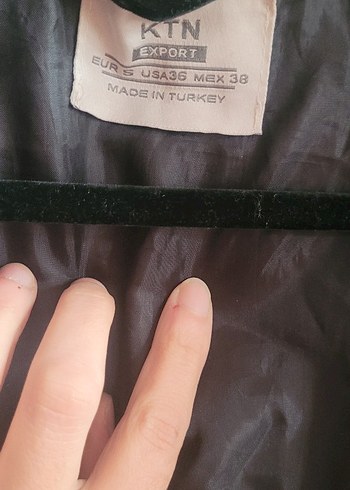 KTN
EXPORT
EUR S USA36 MEX 38
MADE IN TURKEY